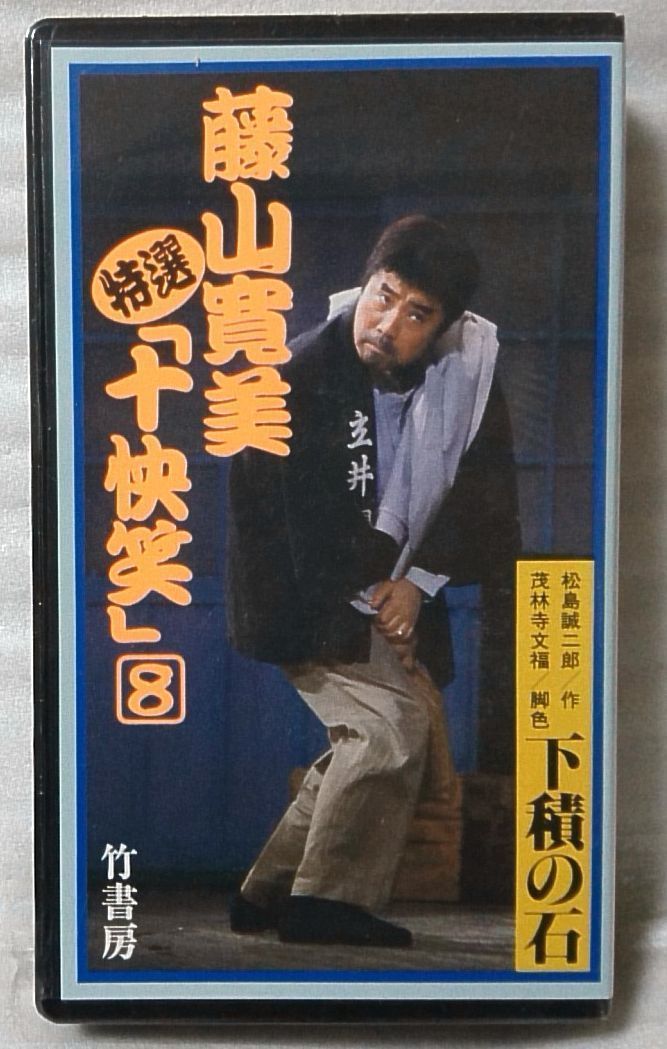 藤山寛美
特選
「十快笑」8
立井
松島誠二郎/作
茂林寺文福/脚色
下積の石
竹書房